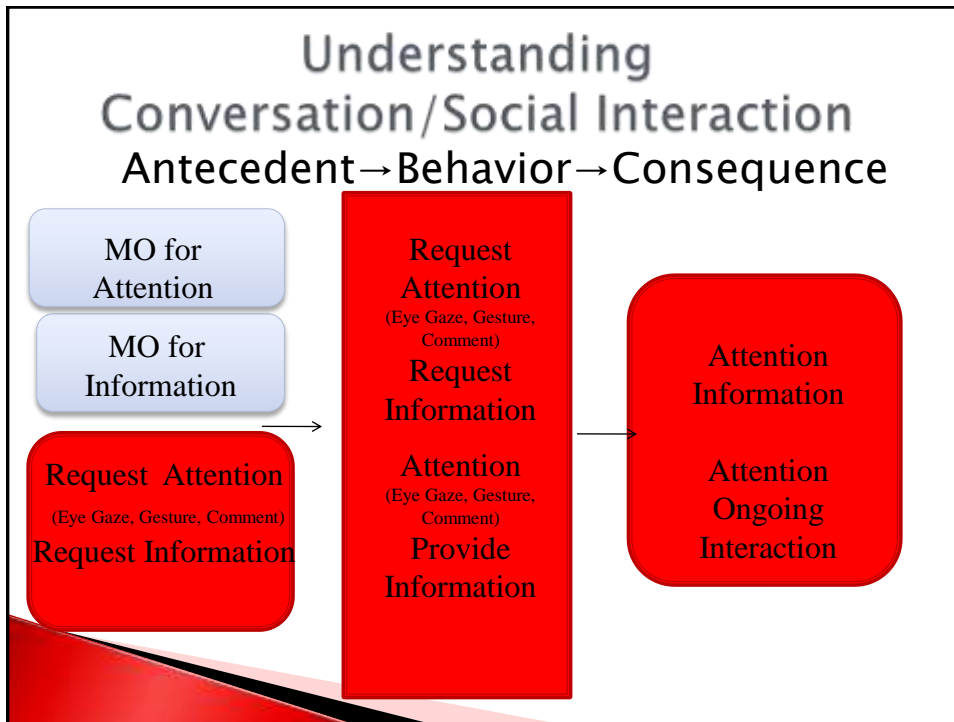 Understanding
Conversation/Social Interaction
Antecedent→Behavior→Consequence
MO for
Attention
MO for
Information
Request Attention
(Eye Gaze, Gesture, Comment)
Request Information
Request
Attention
(Eye Gaze, Gesture,
Comment)
Request
Information
Attention
(Eye Gaze, Gesture,
Comment)
Provide
Information
Attention
Information
Attention
Ongoing
Interaction